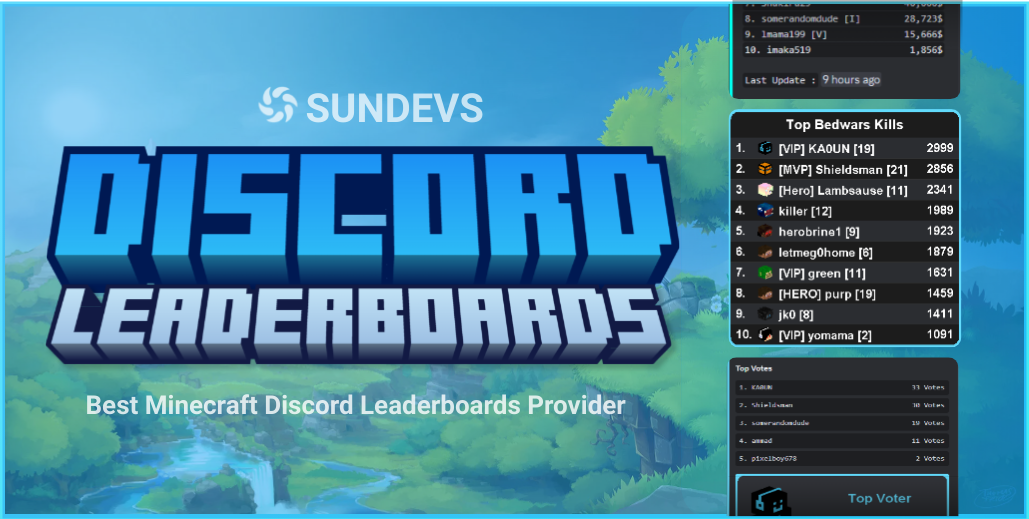 SUNDEVS
DISCORD
LEADERBOARDS
Best Minecraft Discord Leaderboards Provider
8. somerandomdude [I] 28,723$
9. lmama199 [V] 15,666$
10. imaka519 1,856$
Last Update : 9 hours ago
Top Bedwars Kills
1. [VIP] KA0UN [19] 2999
2. [MVP] Shieldsman [21] 2856
3. [Hero] Lambsause [11] 2341
4. killer [12] 1989
5. herobrine1 [9] 1923
6. letmeg0home [6] 1879
7. [VIP] green [11] 1631
8. [HERO] purp [19] 1459
9. jk0 [8] 1411
10. [VIP] yomama [2] 1091
Top Votes
1. KA0UN 33 Votes
2. Shieldsman 30 Votes
3. somerandomdude 19 Votes
4. ammad 11 Votes
5. pixelboy678 2 Votes
Top Voter